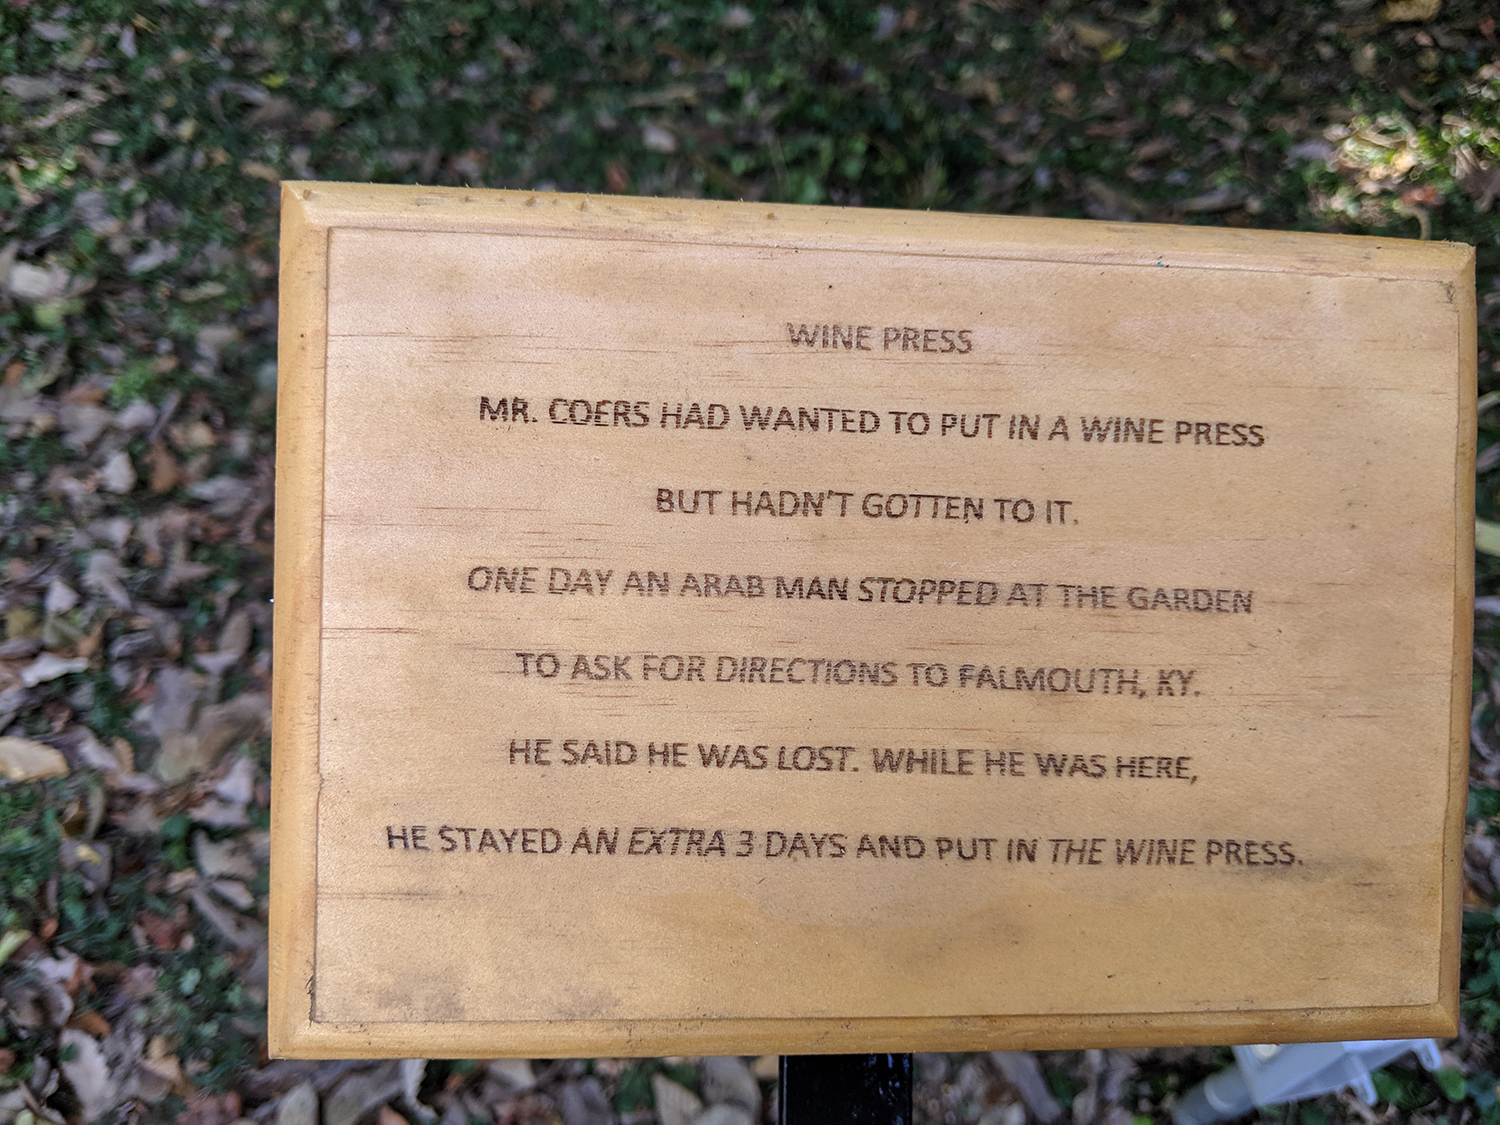 WINE PRESS
MR. COERS HAD WANTED TO PUT IN A WINE PRESS
BUT HADN'T GOTTEN TO IT.
ONE DAY AN ARAB MAN STOPPED AT THE GARDEN
TO ASK FOR DIRECTIONS TO FALMOUTH, KY.
HE SAID HE WAS LOST. WHILE HE WAS HERE,
HE STAYED AN EXTRA 3 DAYS AND PUT IN THE WINE PRESS.